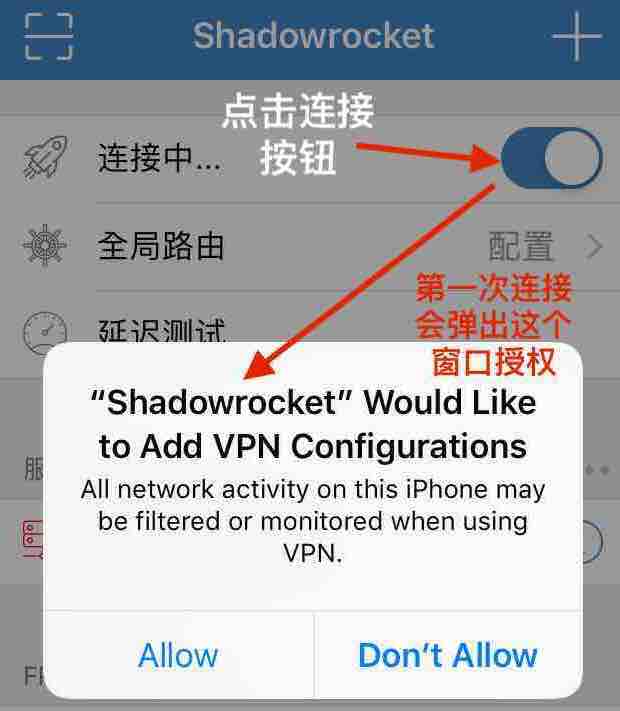 Shadowrocket
点击连接
按钮
连接中...
全局路由
配置
第一次连接
会弹出这个
窗口授权
延迟测试
“Shadowrocket” Would Like
to Add VPN Configurations
All network activity on this iPhone may
be filtered or monitored when using
VPN.
Allow
Don’t Allow